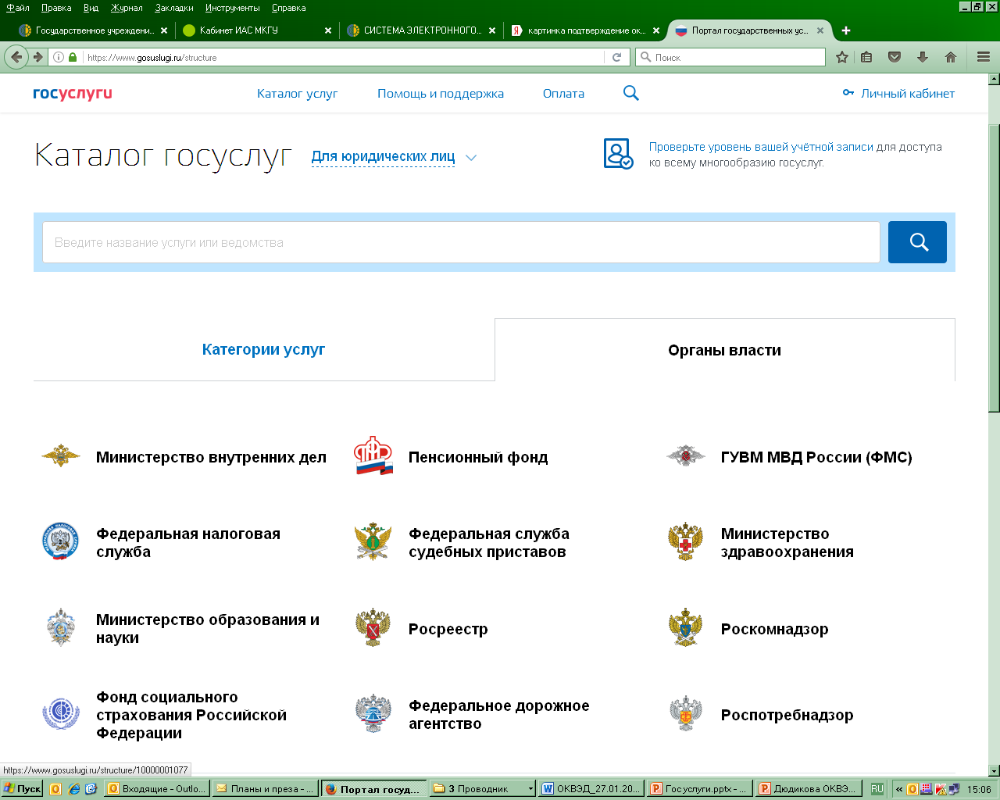 Файл Правка Вид Журнал Закладки Инструменты Справка
Государственное учреждени... Кабинет ИАС МКГУ СИСТЕМА ЭЛЕКТРОННОГО... картинка подтверждение ок... Портал государственных ус...
https://www.gosuslugi.ru/structure Поиск
госуслуги Каталог услуг Помощь и поддержка Оплата Личный кабинет
Каталог госуслуг Для юридических лиц
Проверьте уровень вашей учётной записи для доступа
ко всему многообразию госуслуг.
Введите название услуги или ведомства
Категории услуг Органы власти
Министерство внутренних дел
Пенсионный фонд
ГУВМ МВД России (ФМС)
Федеральная налоговая
служба
Федеральная служба
судебных приставов
Министерство
здравоохранения
Министерство образования и
науки
Росреестр
Роскомнадзор
Фонд социального
страхования Российской
Федерации
Федеральное дорожное
агентство
Роспотребнадзор
https://www.gosuslugi.ru/structure/10000001077
Пуск Входящие - Outlo... Планы и преза - ... Портал госуд... 3 Проводник ОКВЭД_27.01.20... Госуслуги.pptx - ... Дюдикова ОКВЭД... RU « 15:06